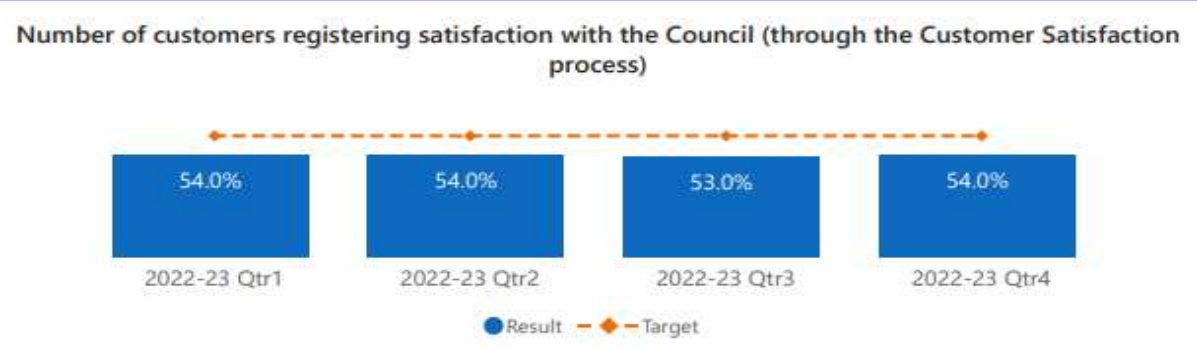 Number of customers registering satisfaction with the Council (through the Customer Satisfaction
process)
54.0%
54.0%
53.0%
54.0%
2022-23 Qtr1
2022-23 Qtr2
2022-23 Qtr3
2022-23 Qtr4
Result
Target